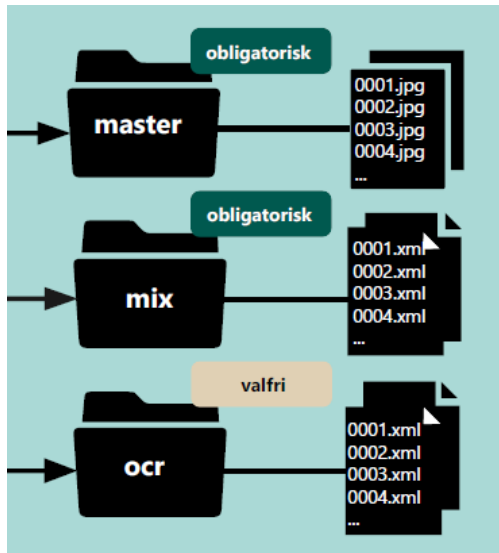 obligatorisk
master
0001.jpg
0002.jpg
0003.jpg
0004.jpg
...
obligatorisk
mix
0001.xml
0002.xml
0003.xml
0004.xml
...
valfri
ocr
0001.xml
0002.xml
0003.xml
0004.xml
...